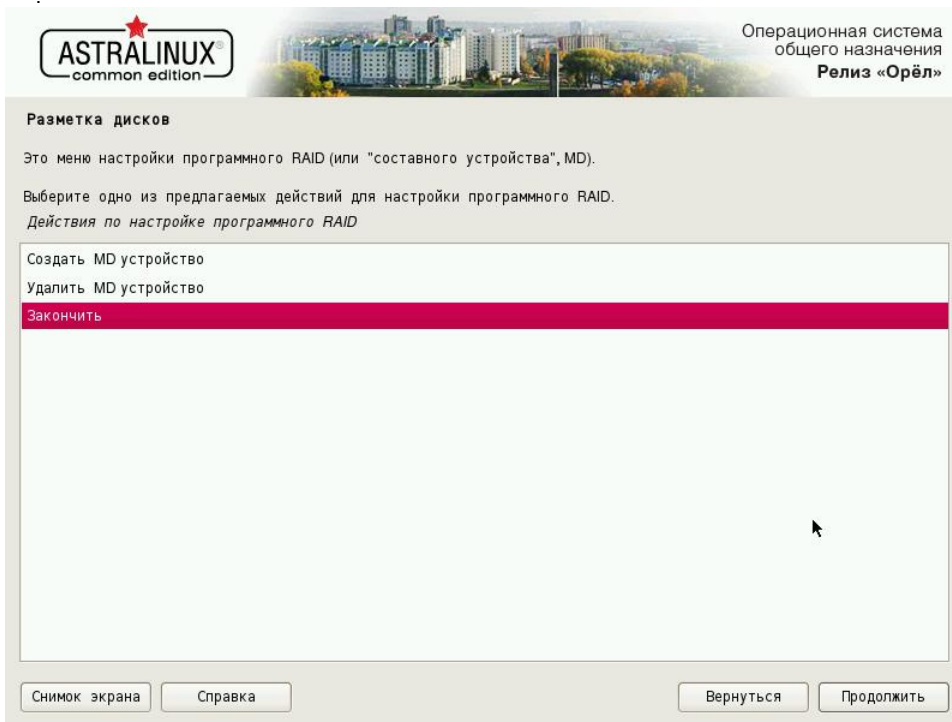 ASTRALINUX®
common edition
Операционная система
общего назначения
Релиз «Орёл»
Разметка дисков
Это меню настройки программного RAID (или "составного устройства", MD).
Выберите одно из предлагаемых действий для настройки программного RAID.
Действия по настройке программного RAID
Создать MD устройство
Удалить MD устройство
Закончить
Снимок экрана
Справка
Вернуться
Продолжить